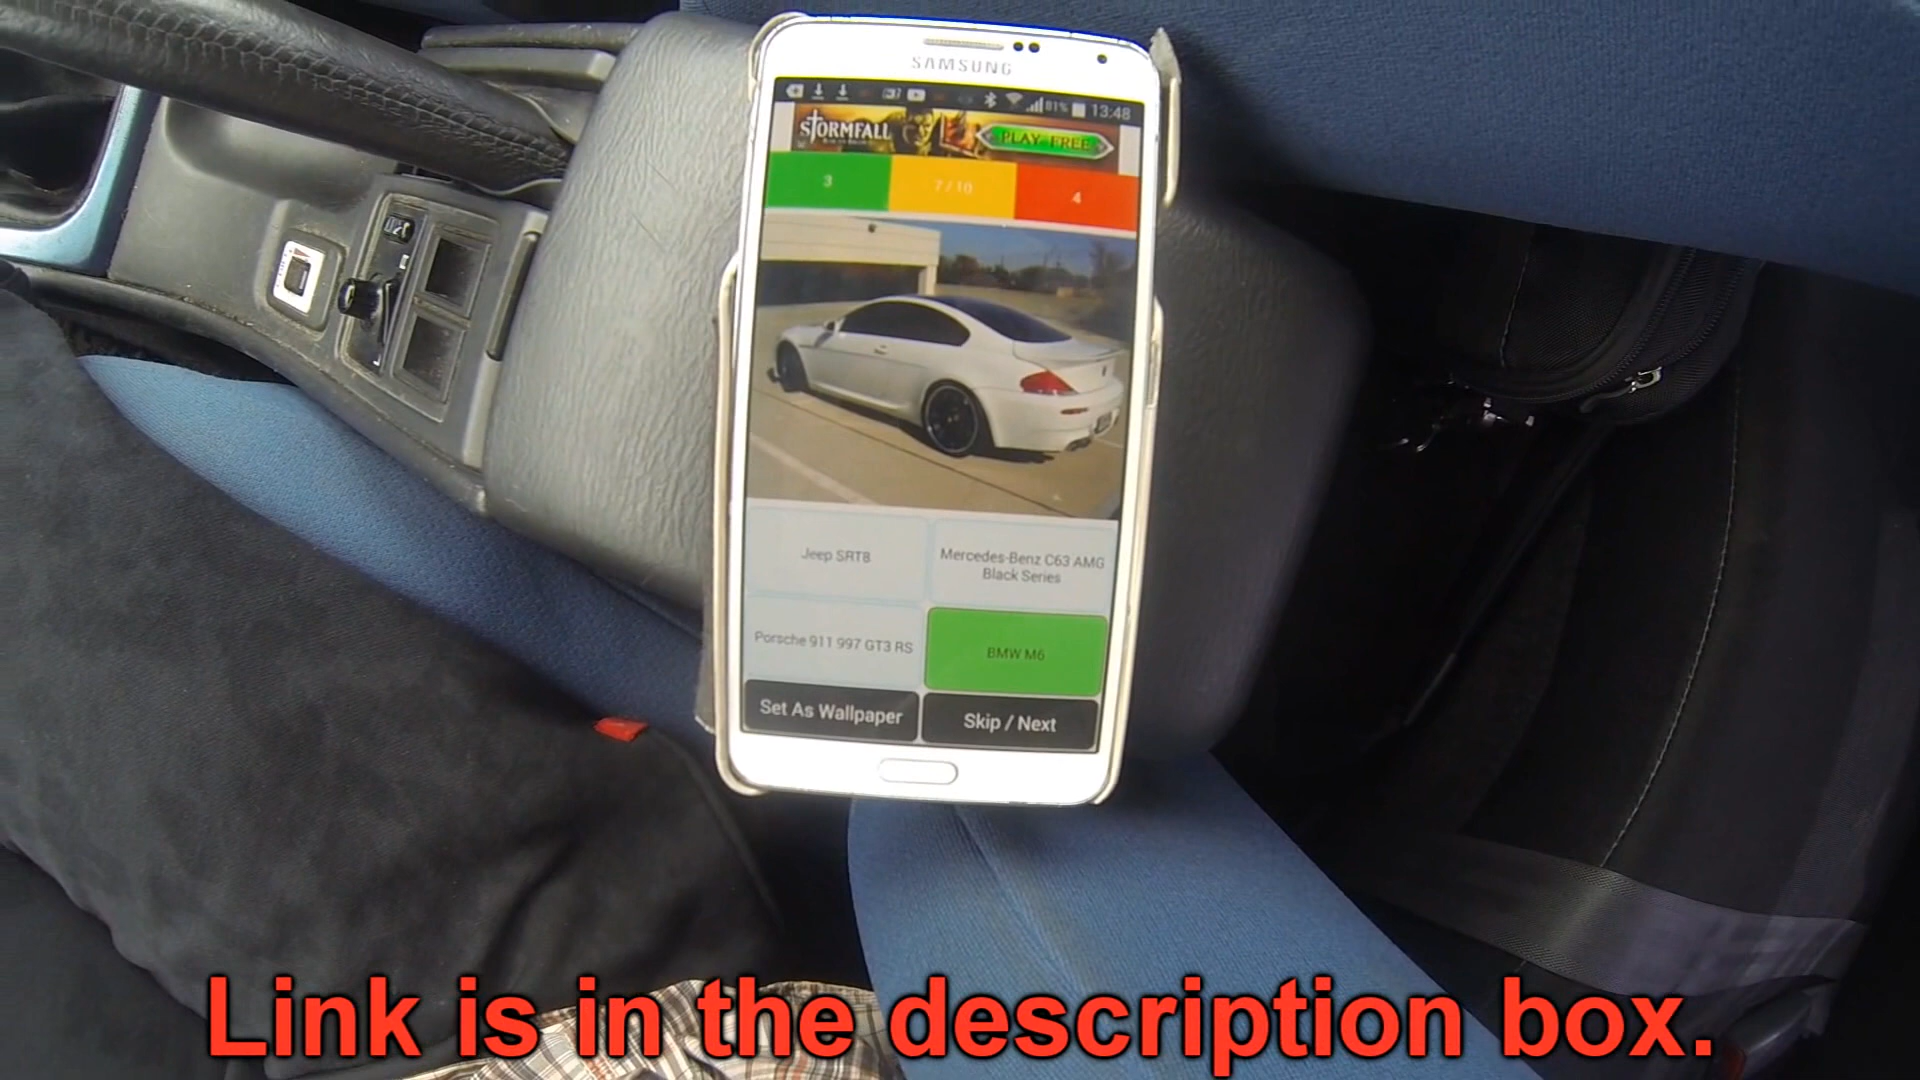 SAMSUNG
81% 13:48
STORMFALL
PLAY FREE
3
7 / 10
4
Jeep SRT8
Mercedes-Benz C63 AMG
Black Series
Porsche 911 997 GT3 RS
BMW M6
Set As Wallpaper
Skip / Next
Link is in the description box.